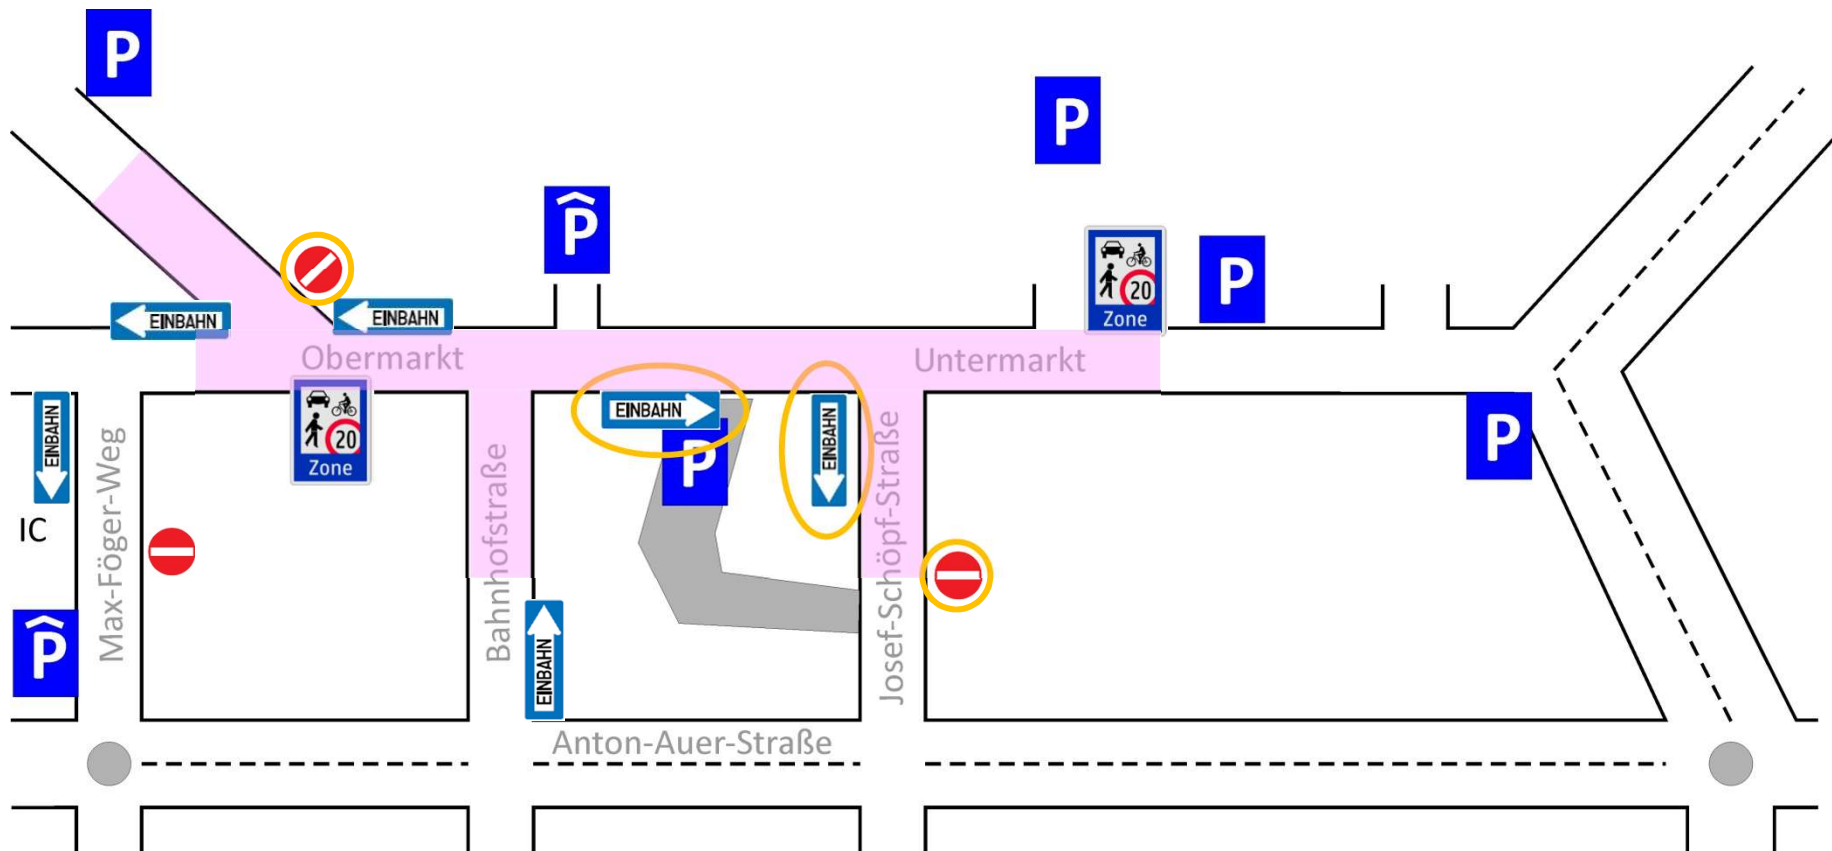 P
P
P
P
20
Zone
EINBAHN
EINBAHN
Obermarkt
Untermarkt
EINBAHN
20
Zone
EINBAHN
P
EINBAHN
P
IC
Max-Föger-Weg
Bahnhofstraße
Josef-Schöpf-Straße
P
EINBAHN
Anton-Auer-Straße